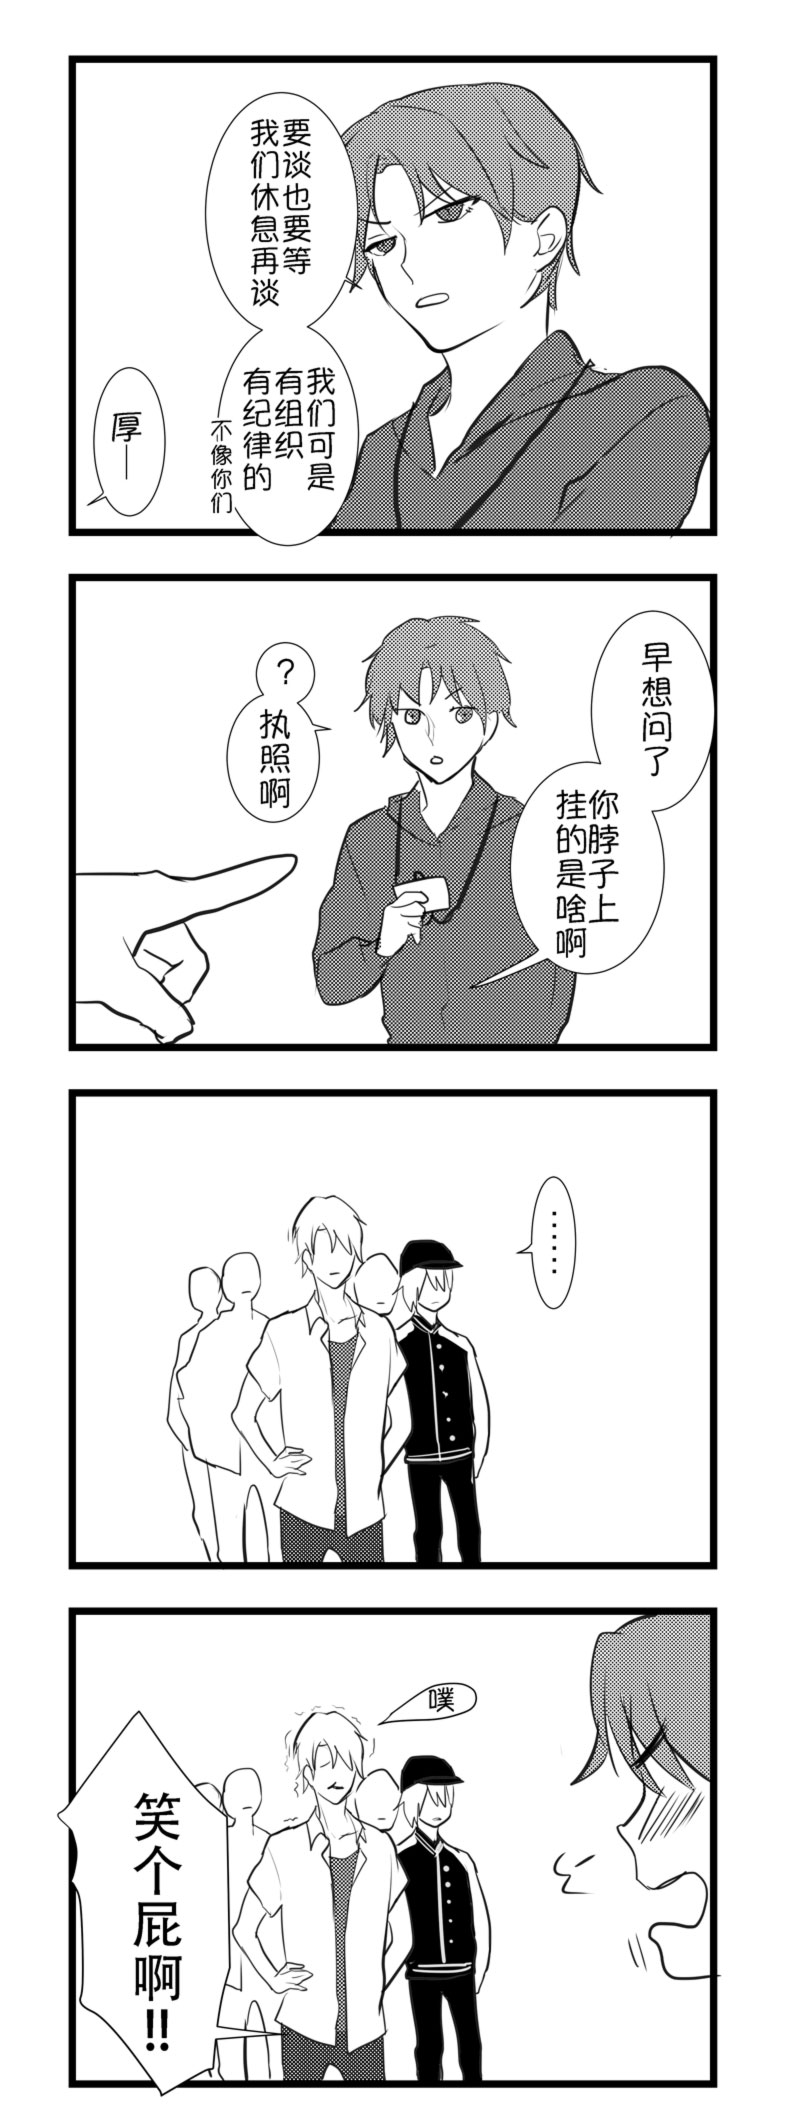 要谈也要等
我们休息再谈
我们可是
有组织
有纪律的
不像你们
厚—
早想问了
你脖子上
挂的是啥啊
？
执照啊
……
噗
笑个屁啊!!